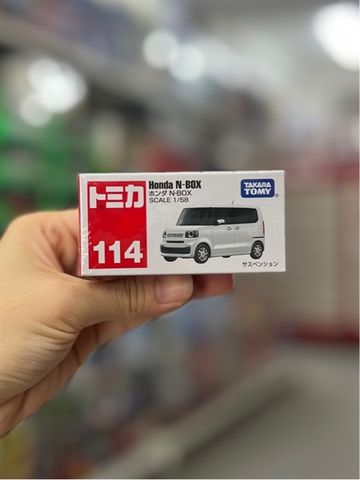 トミカ
114
Honda N-BOX
ホンダ N-BOX
SCALE 1/58
TAKARA
TOMY
サスペンション